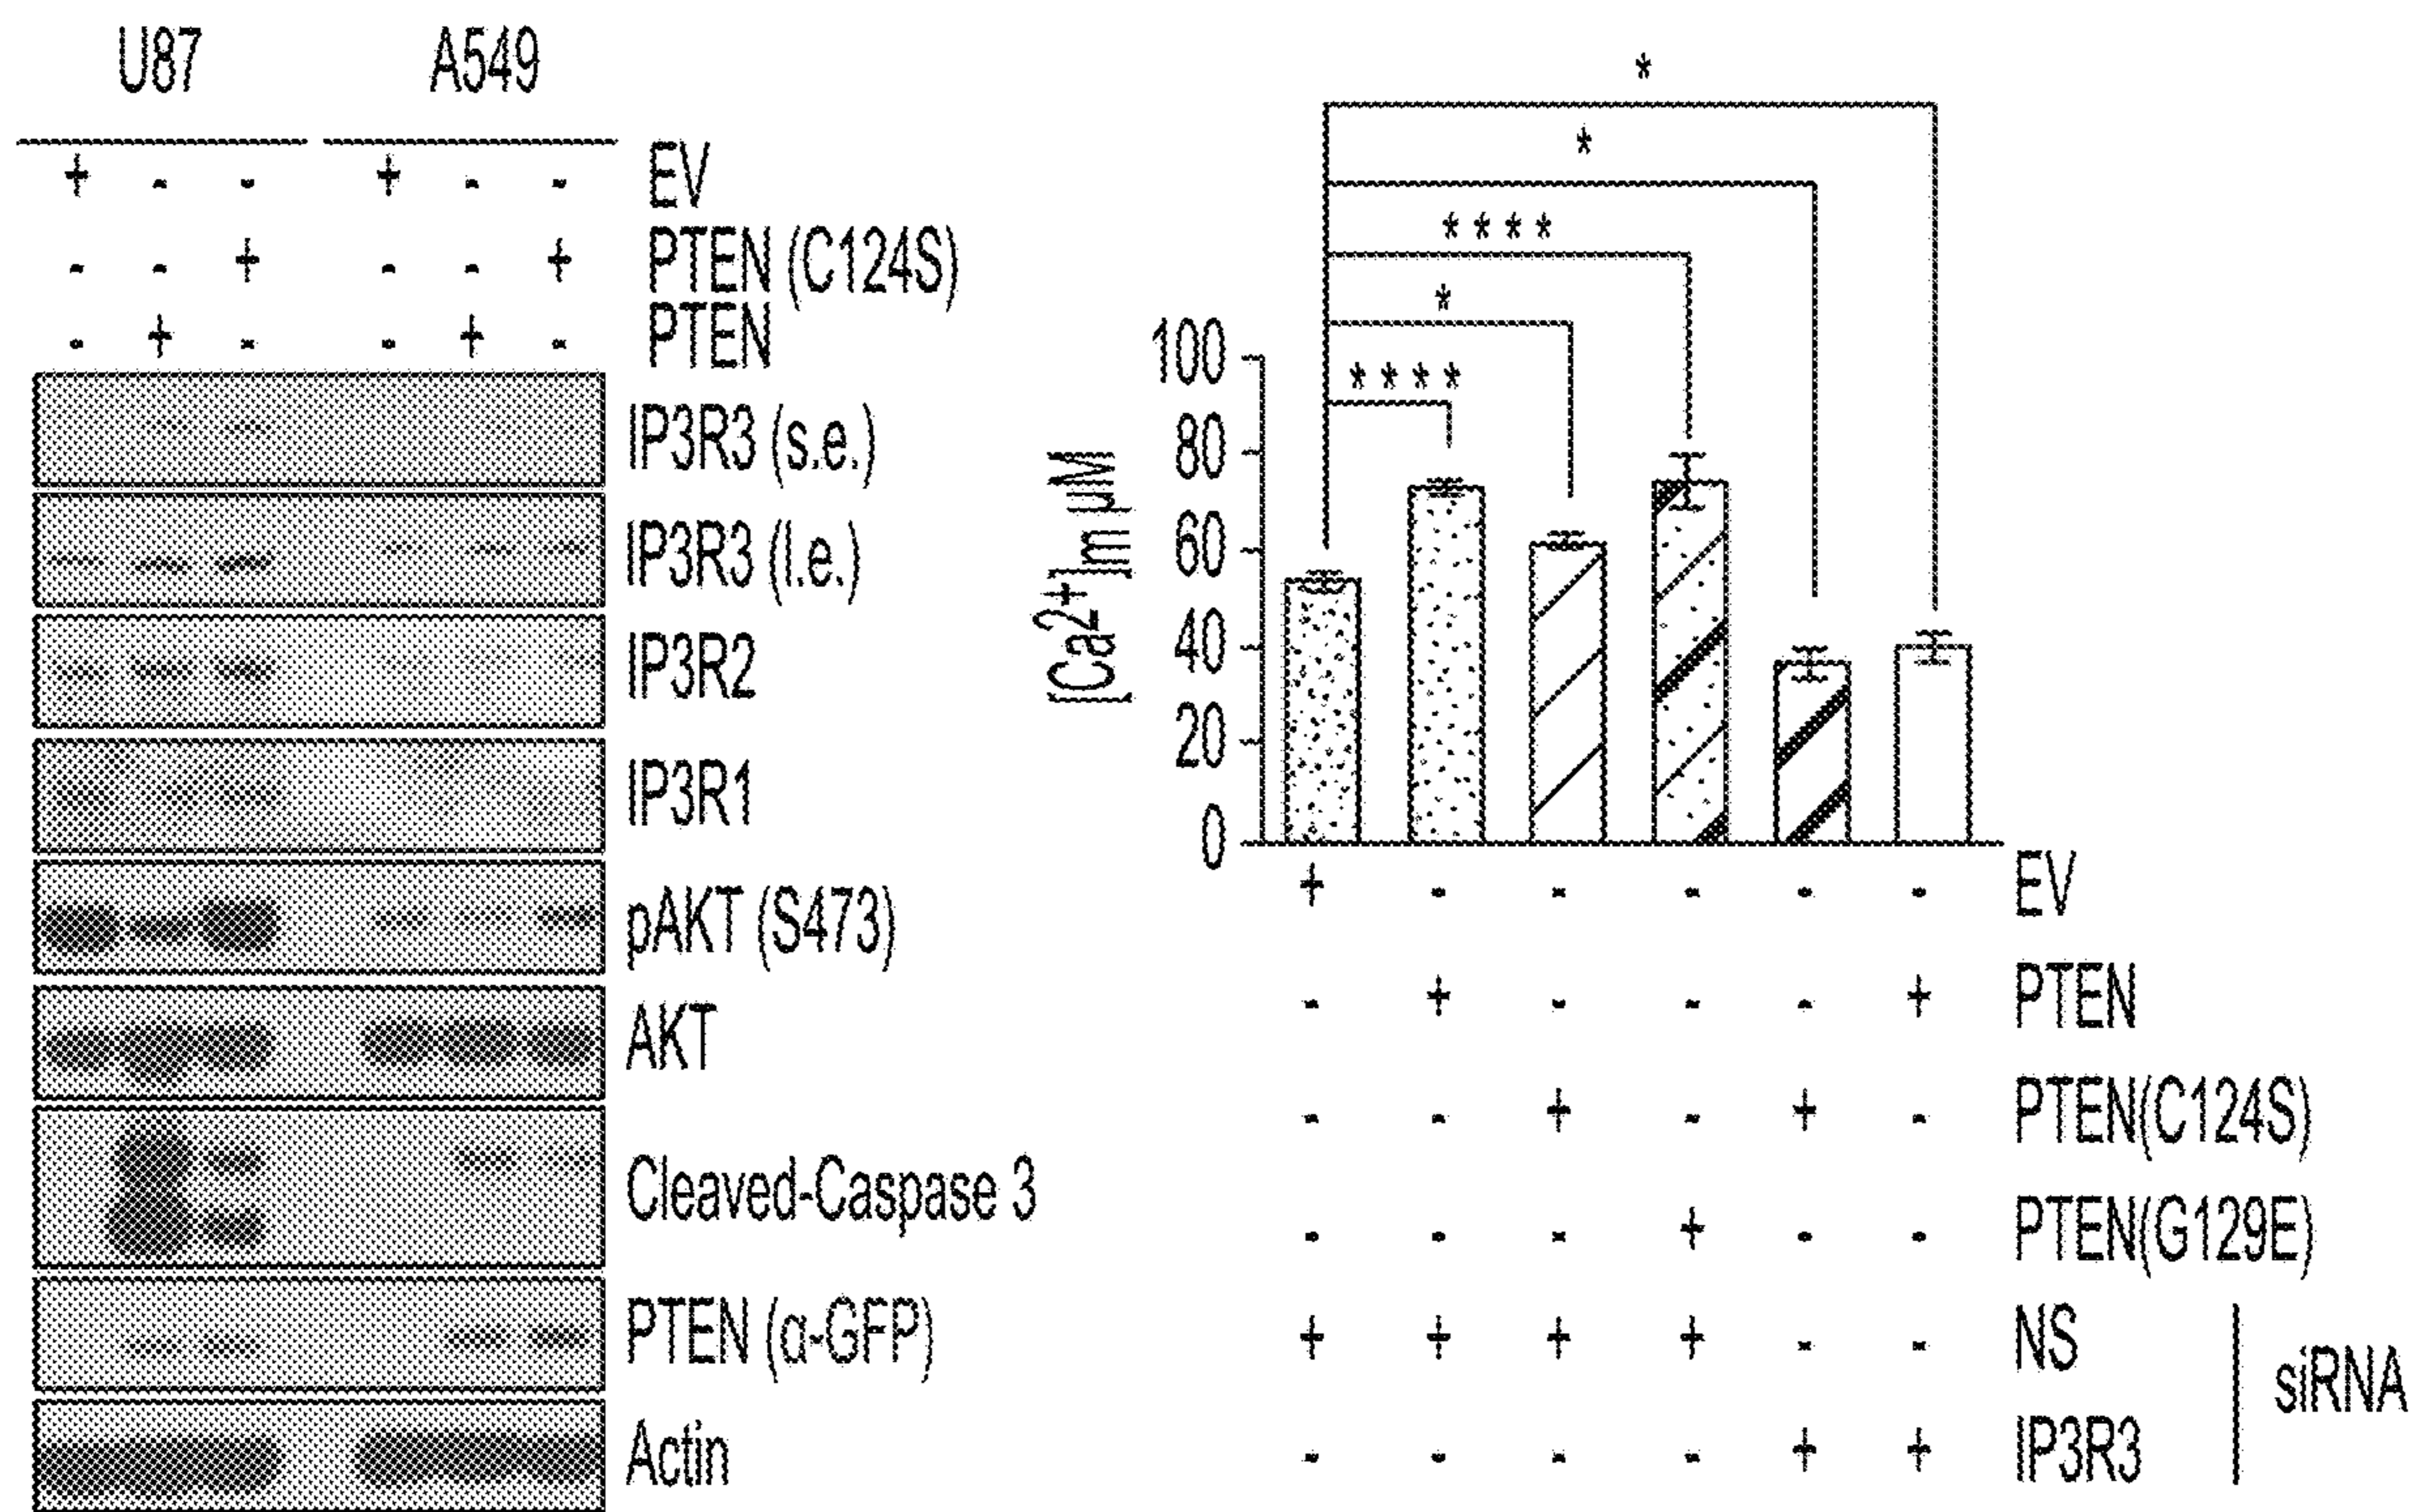 U87 A549
+ - - + - - EV
- - + - - + PTEN (C124S)
- + - - + - PTEN
IP3R3 (s.e.)
IP3R3 (l.e.)
IP3R2
IP3R1
pAKT (S473)
AKT
Cleaved-Caspase 3
PTEN (α-GFP)
Actin
*
*
****
*
****
[Ca2+]m µM
100
80
60
40
20
0
+ - - - - - EV
- + - - - + PTEN
- - + - + - PTEN(C124S)
- - - + - - PTEN(G129E)
+ + + + - - NS
- - - - + + IP3R3
siRNA